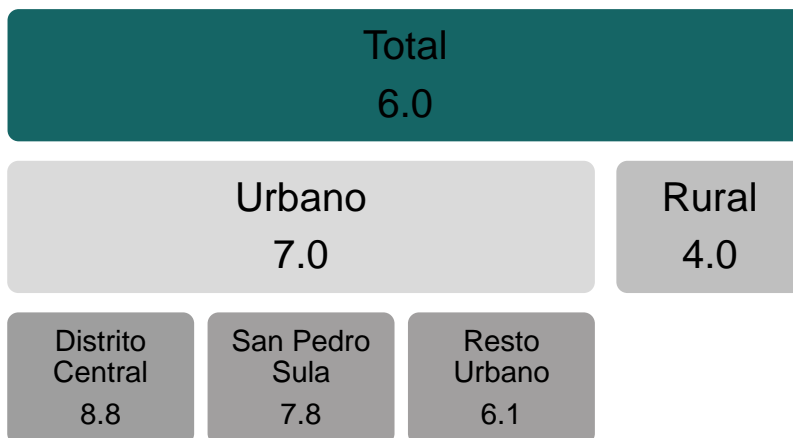 Total
6.0
Urbano
7.0
Rural
4.0
Distrito
Central
8.8
San Pedro
Sula
7.8
Resto
Urbano
6.1